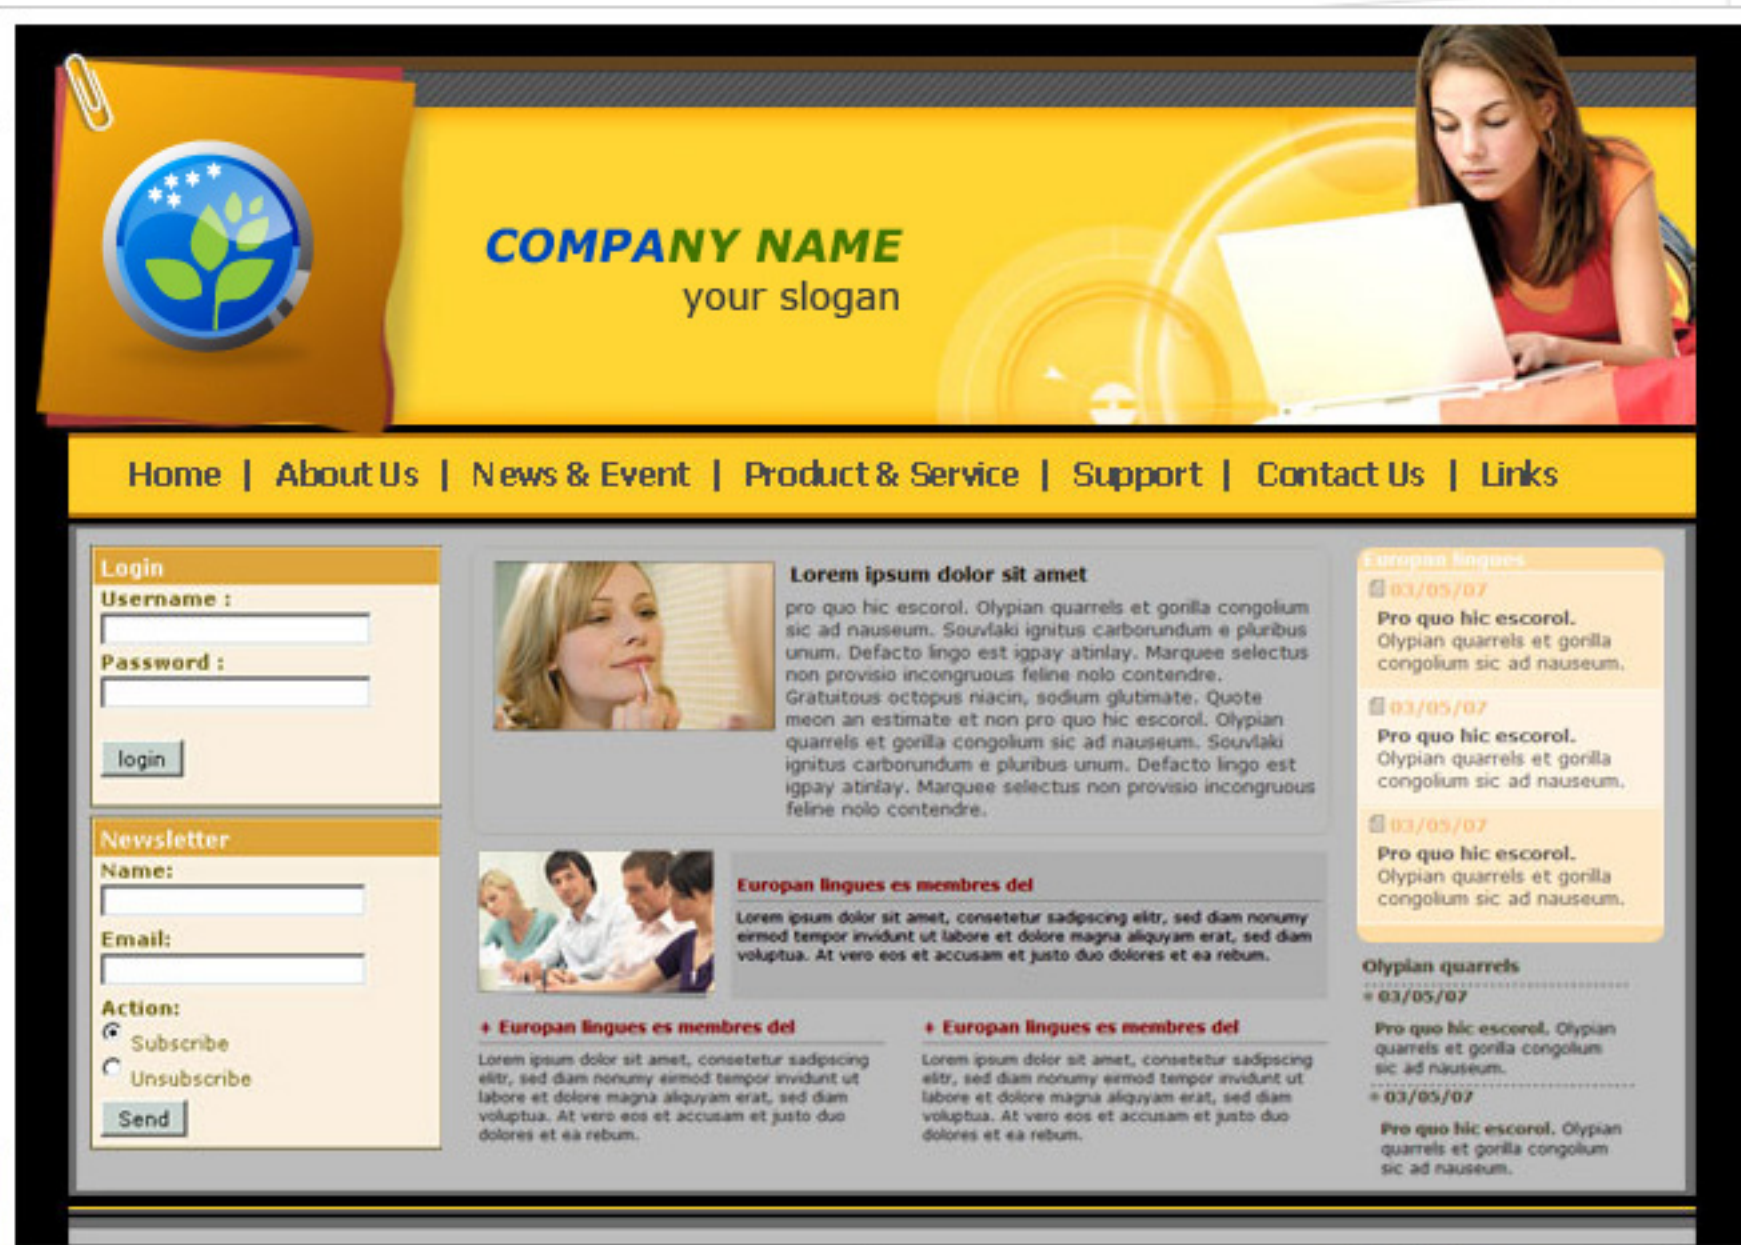 COMPANY NAME
your slogan
Home | About Us | News & Event | Product & Service | Support | Contact Us | Links
Login
Username :
Password :
login
Newsletter
Name:
Email:
Action:
Subscribe
Unsubscribe
Send
Lorem ipsum dolor sit amet
pro quo hic escorol. Olypian quarrels et gorilla congolium
sic ad nauseum. Souvlaki ignitus carborundum e pluribus
unum. Defacto lingo est igpay atinlay. Marquee selectus
non provisio incongruous feline nolo contendre.
Gratuitous octopus niacin, sodium glutimate. Quote
meon an estimate et non pro quo hic escorol. Olypian
quarrels et gorilla congolium sic ad nauseum. Souvlaki
ignitus carborundum e pluribus unum. Defacto lingo est
igpay atinlay. Marquee selectus non provisio incongruous
feline nolo contendre.
Europan lingues es membres del
Lorem ipsum dolor sit amet, consetetur sadipscing elitr, sed diam nonumy
eirmod tempor invidunt ut labore et dolore magna aliquyam erat, sed diam
voluptua. At vero eos et accusam et justo duo dolores et ea rebum.
+ Europan lingues es membres del
Lorem ipsum dolor sit amet, consetetur sadipscing
elitr, sed diam nonumy eirmod tempor invidunt ut
labore et dolore magna aliquyam erat, sed diam
voluptua. At vero eos et accusam et justo duo
dolores et ea rebum.
+ Europan lingues es membres del
Lorem ipsum dolor sit amet, consetetur sadipscing
elitr, sed diam nonumy eirmod tempor invidunt ut
labore et dolore magna aliquyam erat, sed diam
voluptua. At vero eos et accusam et justo duo
dolores et ea rebum.
Europan lingues
03/05/07
Pro quo hic escorol.
Olypian quarrels et gorilla
congolium sic ad nauseum.
03/05/07
Pro quo hic escorol.
Olypian quarrels et gorilla
congolium sic ad nauseum.
03/05/07
Pro quo hic escorol.
Olypian quarrels et gorilla
congolium sic ad nauseum.
Olypian quarrels
03/05/07
Pro quo hic escorol. Olypian
quarrels et gorilla congolium
sic ad nauseum.
03/05/07
Pro quo hic escorol. Olypian
quarrels et gorilla congolium
sic ad nauseum.